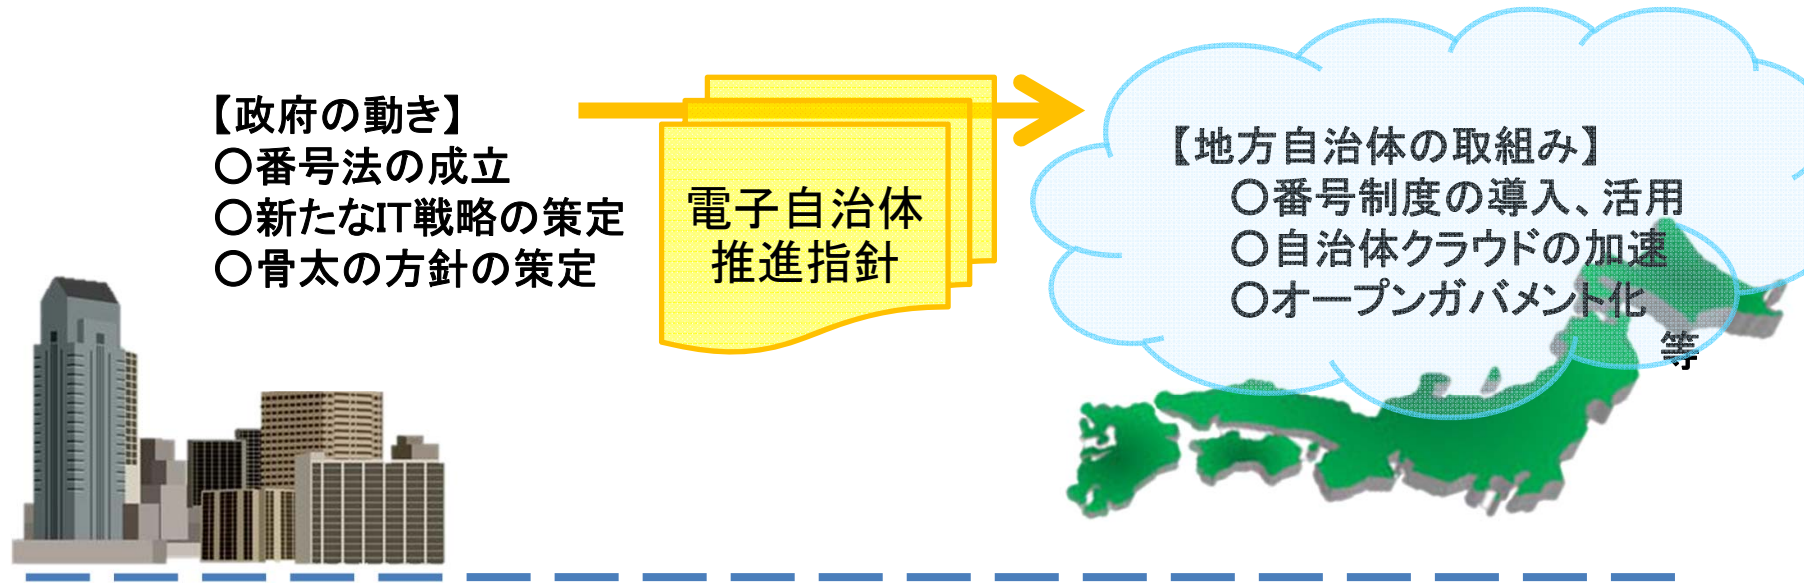 【政府の動き】
○番号法の成立
○新たなIT戦略の策定
○骨太の方針の策定
電子自治体
推進指針
【地方自治体の取組み】
○番号制度の導入、活用
○自治体クラウドの加速
○オープンガバメント化
等